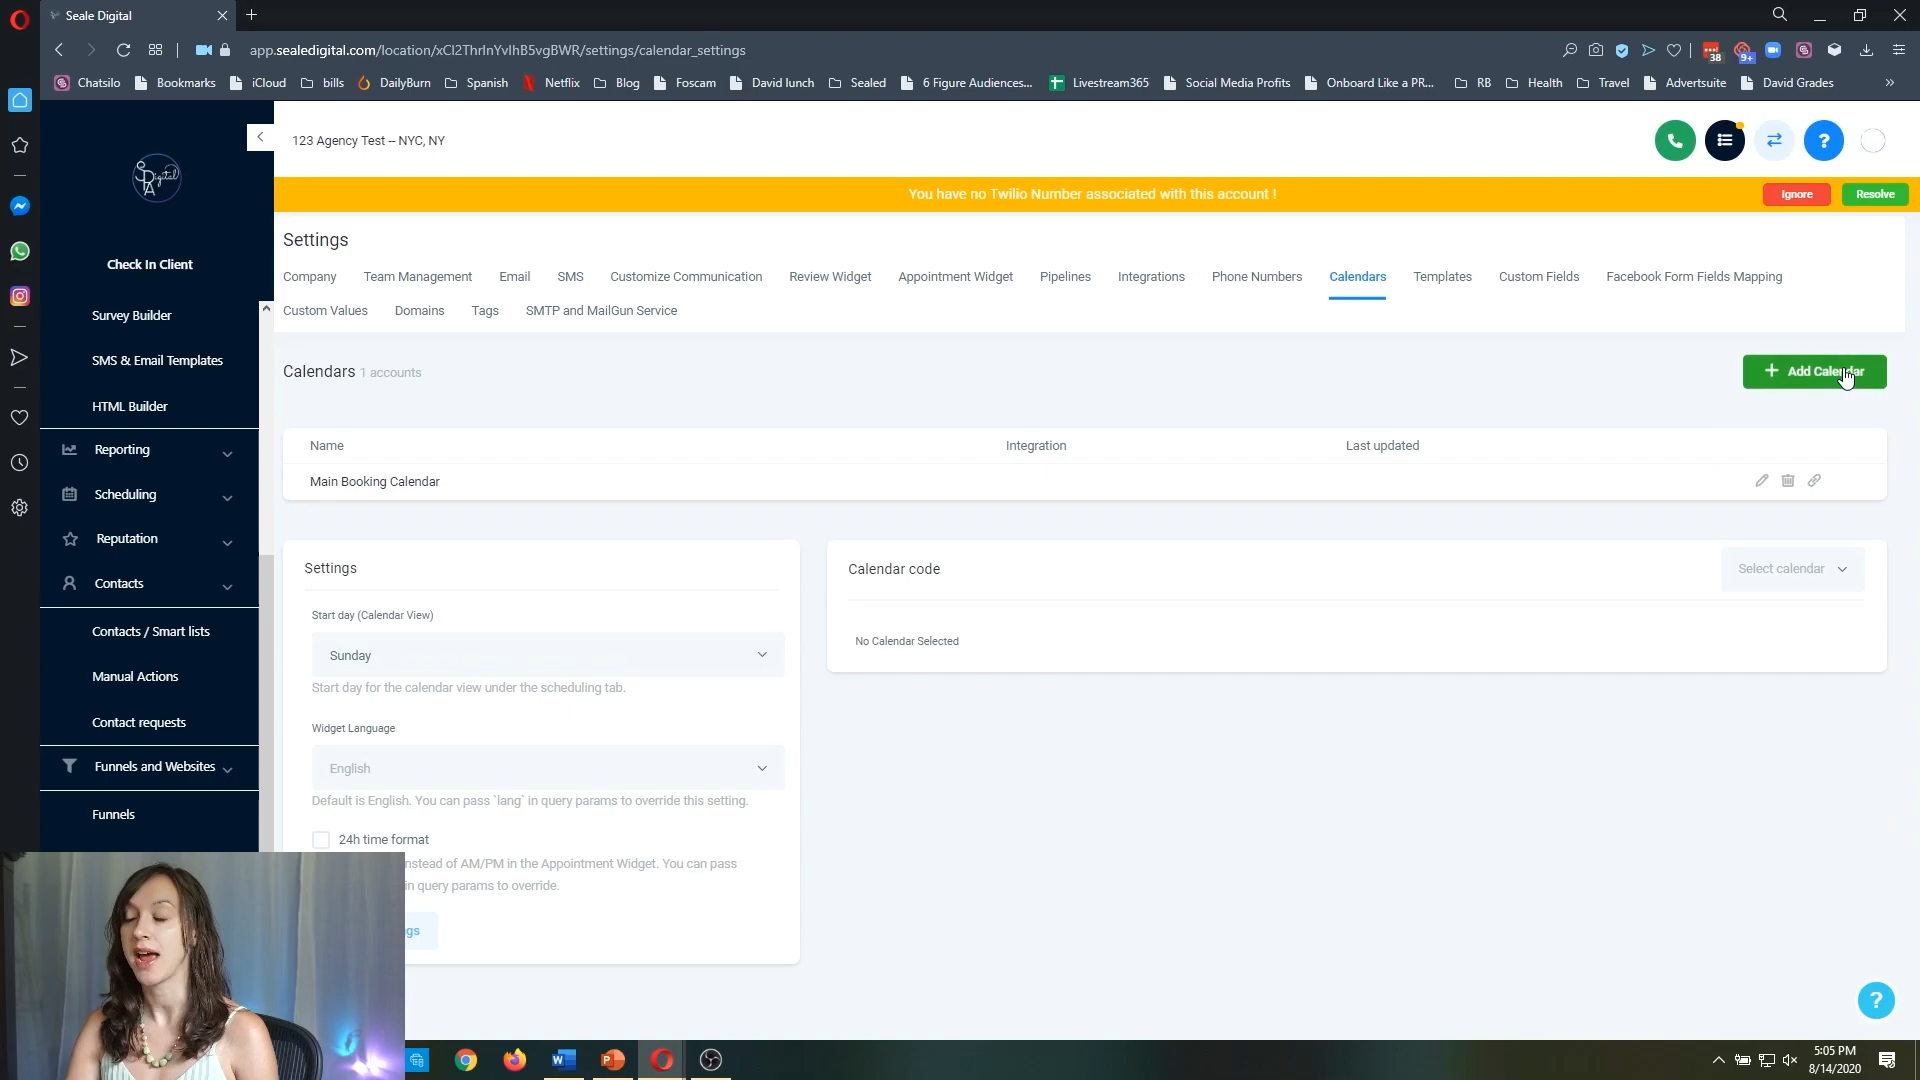 Seale Digital
app.sealedigital.com/location/xCl2ThrlnYvlhB5vgBWR/settings/calendar_settings
38
9+
Chatsilo Bookmarks iCloud bills DailyBurn Spanish Netflix Blog Foscam David lunch Sealed 6 Figure Audiences... Livestream365 Social Media Profits Onboard Like a PR... RB Health Travel Advertsuite David Grades
Digital
Check In Client
Survey Builder
SMS & Email Templates
HTML Builder
Reporting
Scheduling
Reputation
Contacts
Contacts / Smart lists
Manual Actions
Contact requests
Funnels and Websites
Funnels
123 Agency Test -- NYC, NY
You have no Twilio Number associated with this account !
Ignore
Resolve
Settings
Company Team Management Email SMS Customize Communication Review Widget Appointment Widget Pipelines Integrations Phone Numbers Calendars Templates Custom Fields Facebook Form Fields Mapping
Custom Values Domains Tags SMTP and MailGun Service
Calendars 1 accounts
+ Add Calendar
Name Integration Last updated
Main Booking Calendar
Settings
Start day (Calendar View)
Sunday
Start day for the calendar view under the scheduling tab.
Widget Language
English
Default is English. You can pass `lang` in query params to override this setting.
24h time format
nstead of AM/PM in the Appointment Widget. You can pass
in query params to override.
gs
Calendar code
Select calendar
No Calendar Selected
5:05 PM
8/14/2020